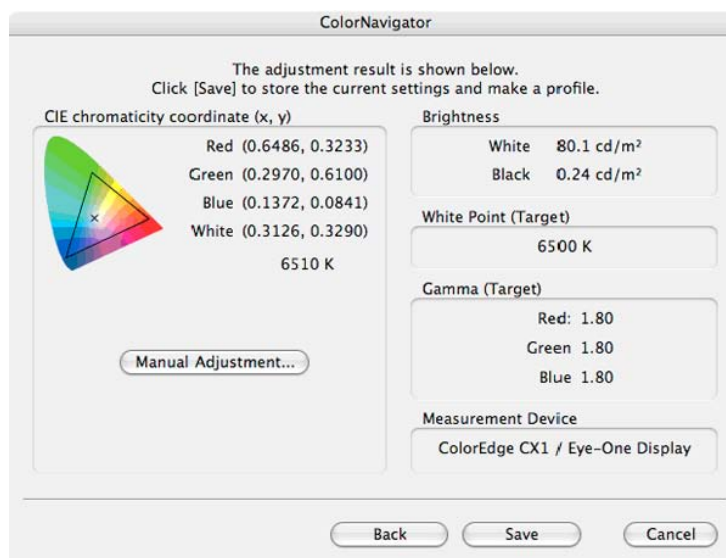 ColorNavigator
The adjustment result is shown below.
Click [Save] to store the current settings and make a profile.
CIE chromaticity coordinate (x, y)
Red (0.6486, 0.3233)
Green (0.2970, 0.6100)
Blue (0.1372, 0.0841)
White (0.3126, 0.3290)
6510 K
Manual Adjustment...
Brightness
White 80.1 cd/m²
Black 0.24 cd/m²
White Point (Target)
6500 K
Gamma (Target)
Red: 1.80
Green 1.80
Blue 1.80
Measurement Device
ColorEdge CX1 / Eye-One Display
Back Save Cancel